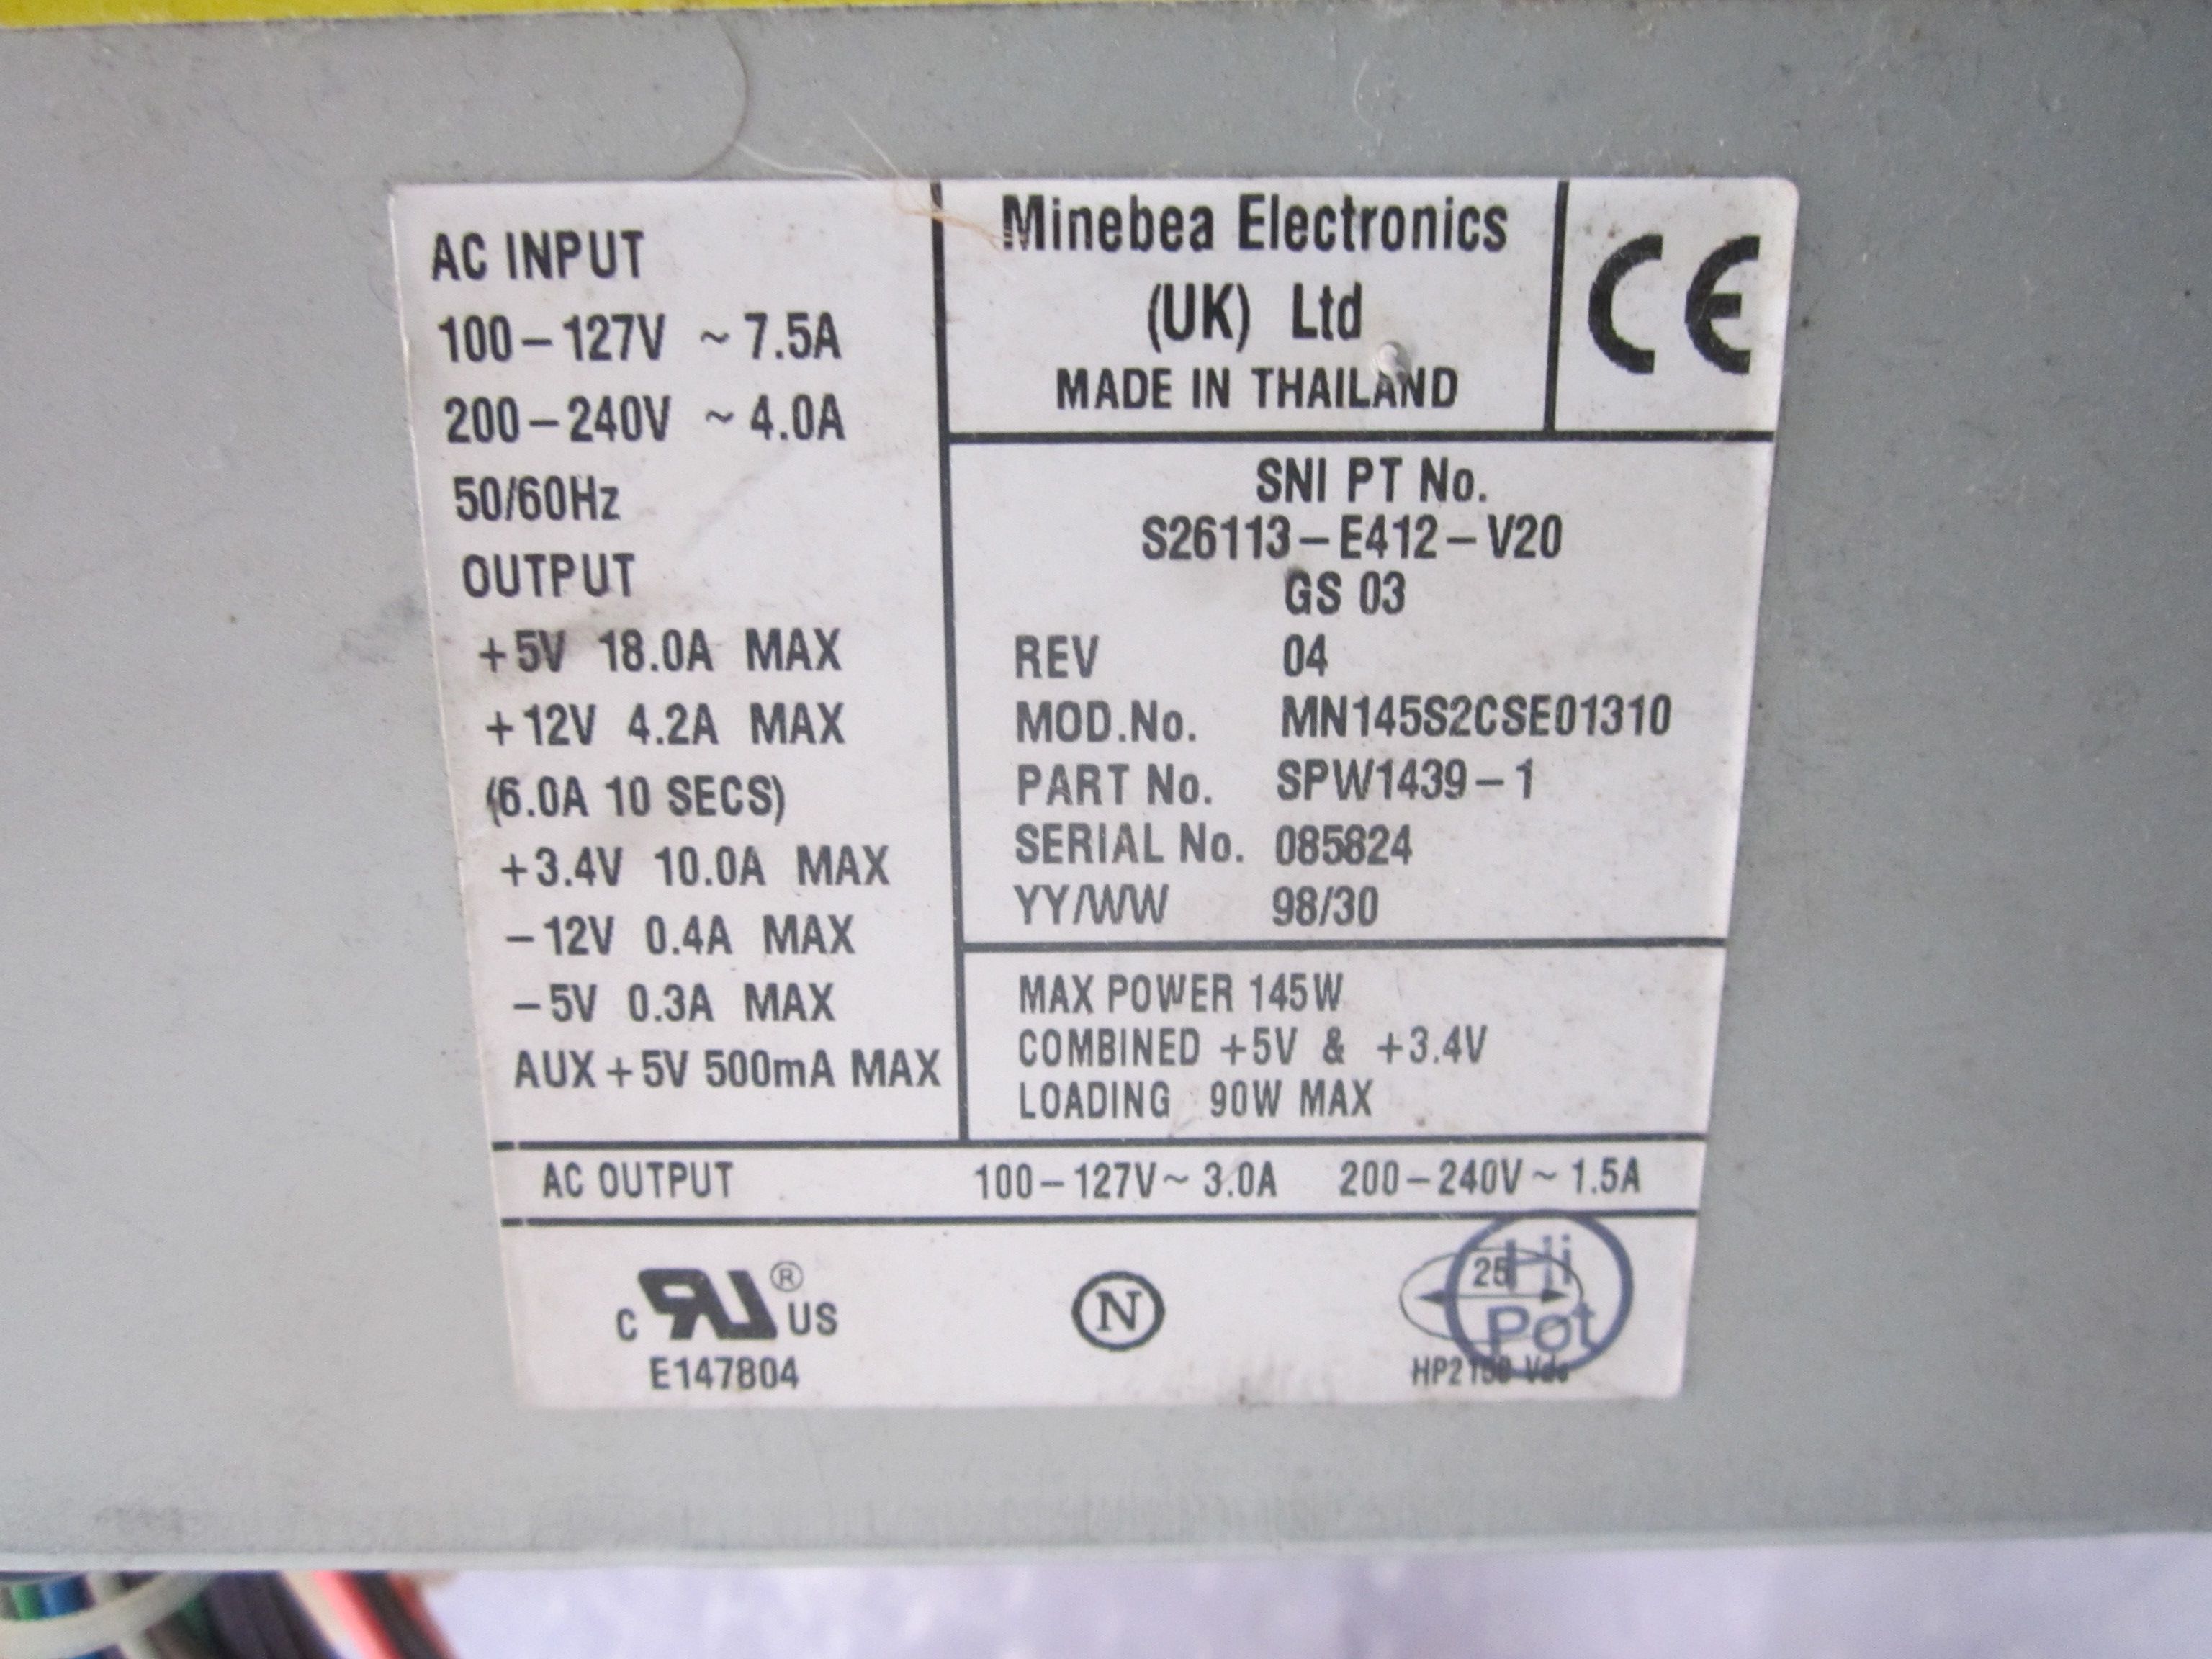 AC INPUT
100-127V ~ 7.5A
200-240V ~ 4.0A
50/60Hz
OUTPUT
+5V 18.0A MAX
+12V 4.2A MAX
(6.0A 10 SECS)
+3.4V 10.0A MAX
-12V 0.4A MAX
-5V 0.3A MAX
AUX +5V 500mA MAX
Minebea Electronics
(UK) Ltd
MADE IN THAILAND
CE
SNI PT No.
S26113-E412-V20
GS 03
REV 04
MOD.No. MN145S2CSE01310
PART No. SPW1439-1
SERIAL No. 085824
YY/WW 98/30
MAX POWER 145W
COMBINED +5V & +3.4V
LOADING 90W MAX
AC OUTPUT 100-127V~ 3.0A 200-240V~ 1.5A
C RU ® US
E147804
N
25
Hi
Pot